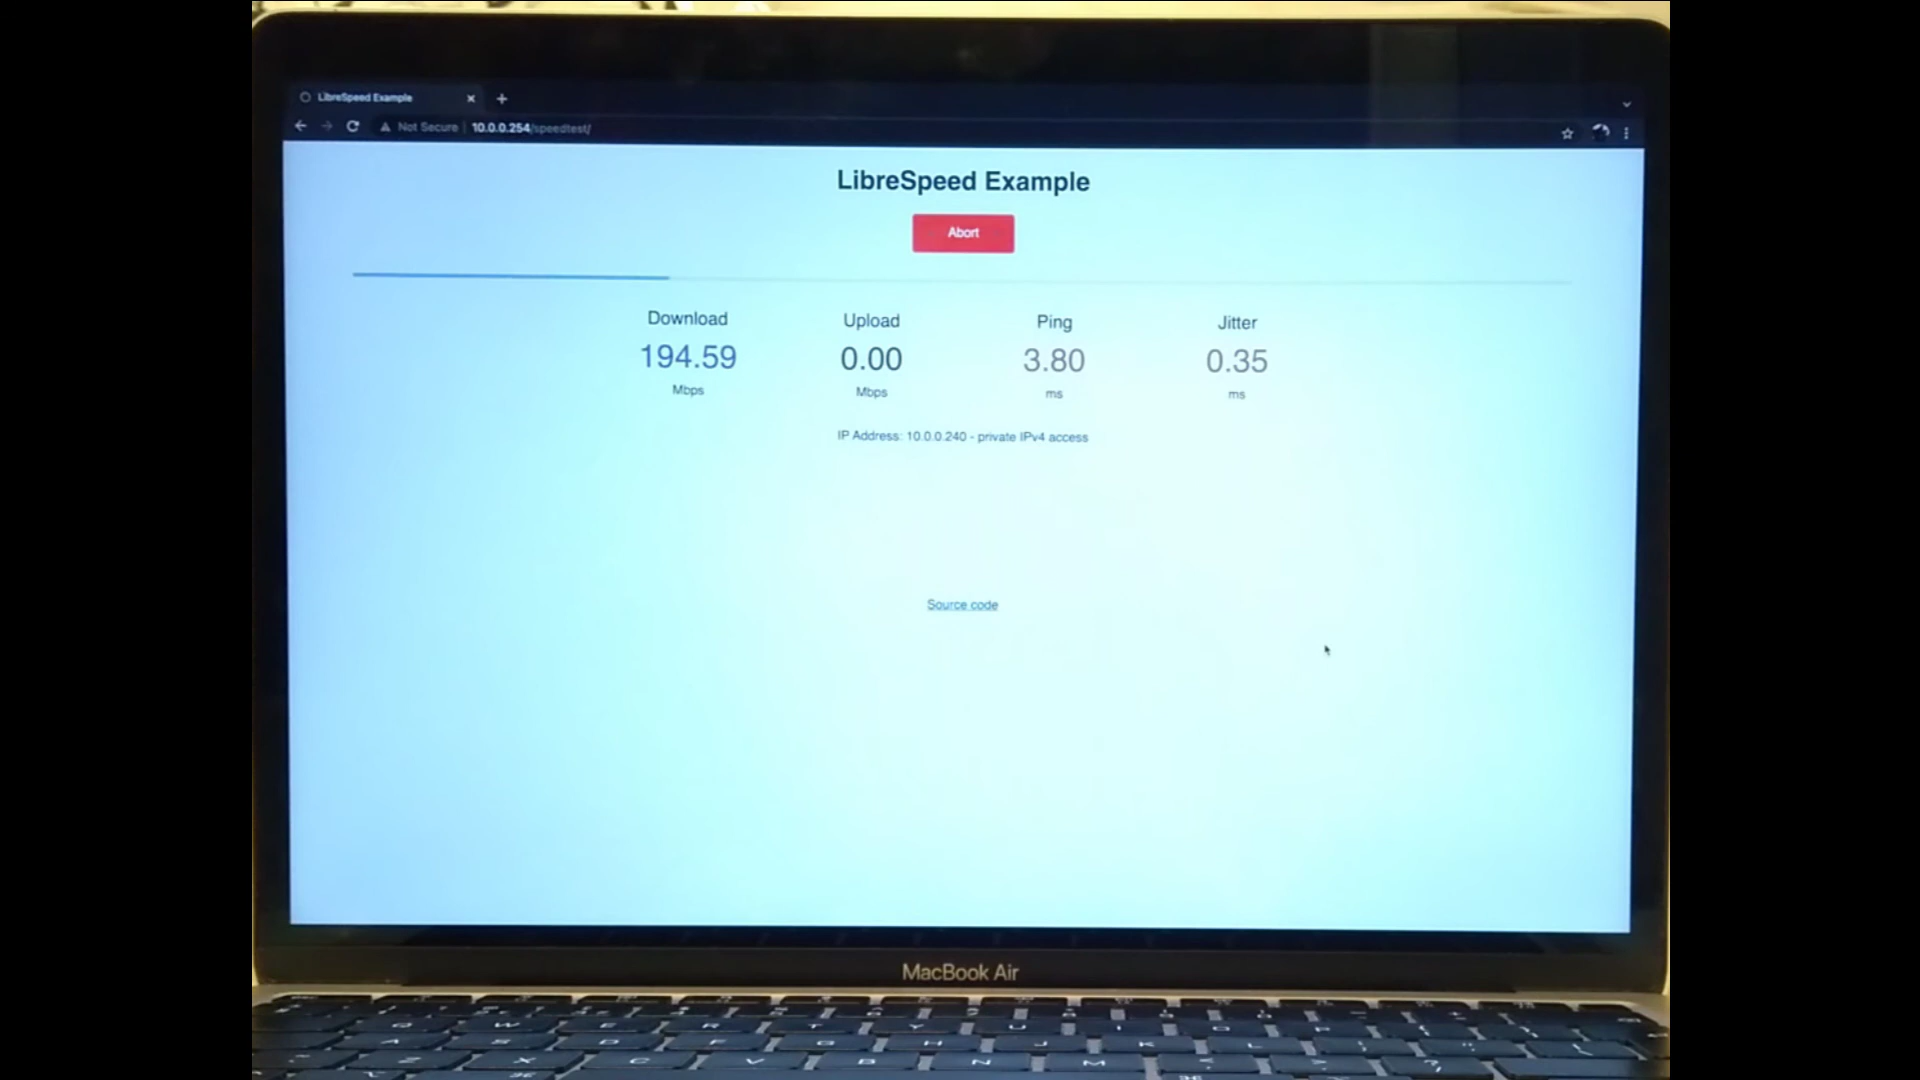 LibreSpeed Example
Not Secure | 10.0.0.254/speedtest/
LibreSpeed Example
Abort
Download Upload Ping Jitter
194.59 0.00 3.80 0.35
Mbps Mbps ms ms
IP Address: 10.0.0.240 - private IPv4 access
Source code
MacBook Air
Q W E R T Y U I O P
A S D F G H J K L
Z X C V B N M